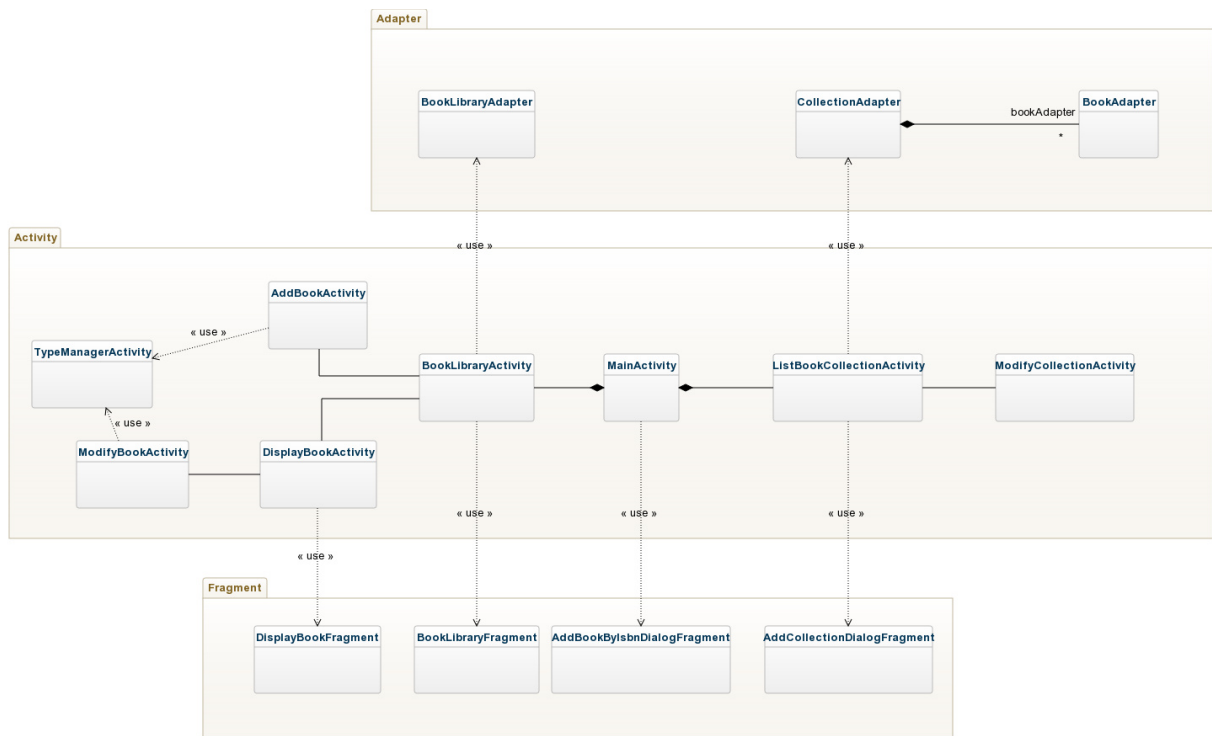 Adapter
BookLibraryAdapter
CollectionAdapter
BookAdapter
bookAdapter
*
« use »
« use »
Activity
AddBookActivity
« use »
TypeManagerActivity
BookLibraryActivity
MainActivity
ListBookCollectionActivity
ModifyCollectionActivity
« use »
ModifyBookActivity
DisplayBookActivity
« use »
« use »
« use »
« use »
Fragment
DisplayBookFragment
BookLibraryFragment
AddBookByIsbnDialogFragment
AddCollectionDialogFragment